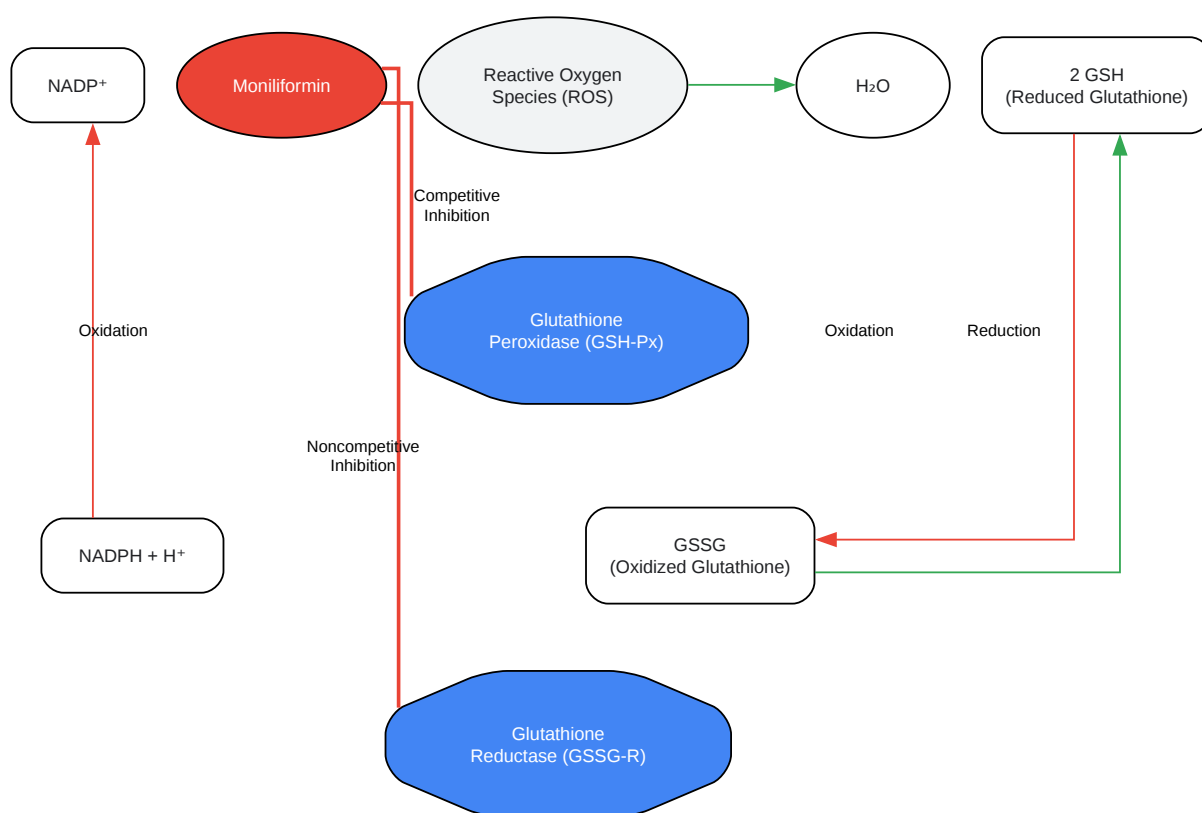 NADP⁺
Moniliformin
Reactive Oxygen
Species (ROS)
H₂O
2 GSH
(Reduced Glutathione)
Competitive
Inhibition
Oxidation
Glutathione
Peroxidase (GSH-Px)
Oxidation
Reduction
Noncompetitive
Inhibition
NADPH + H⁺
GSSG
(Oxidized Glutathione)
Glutathione
Reductase (GSSG-R)